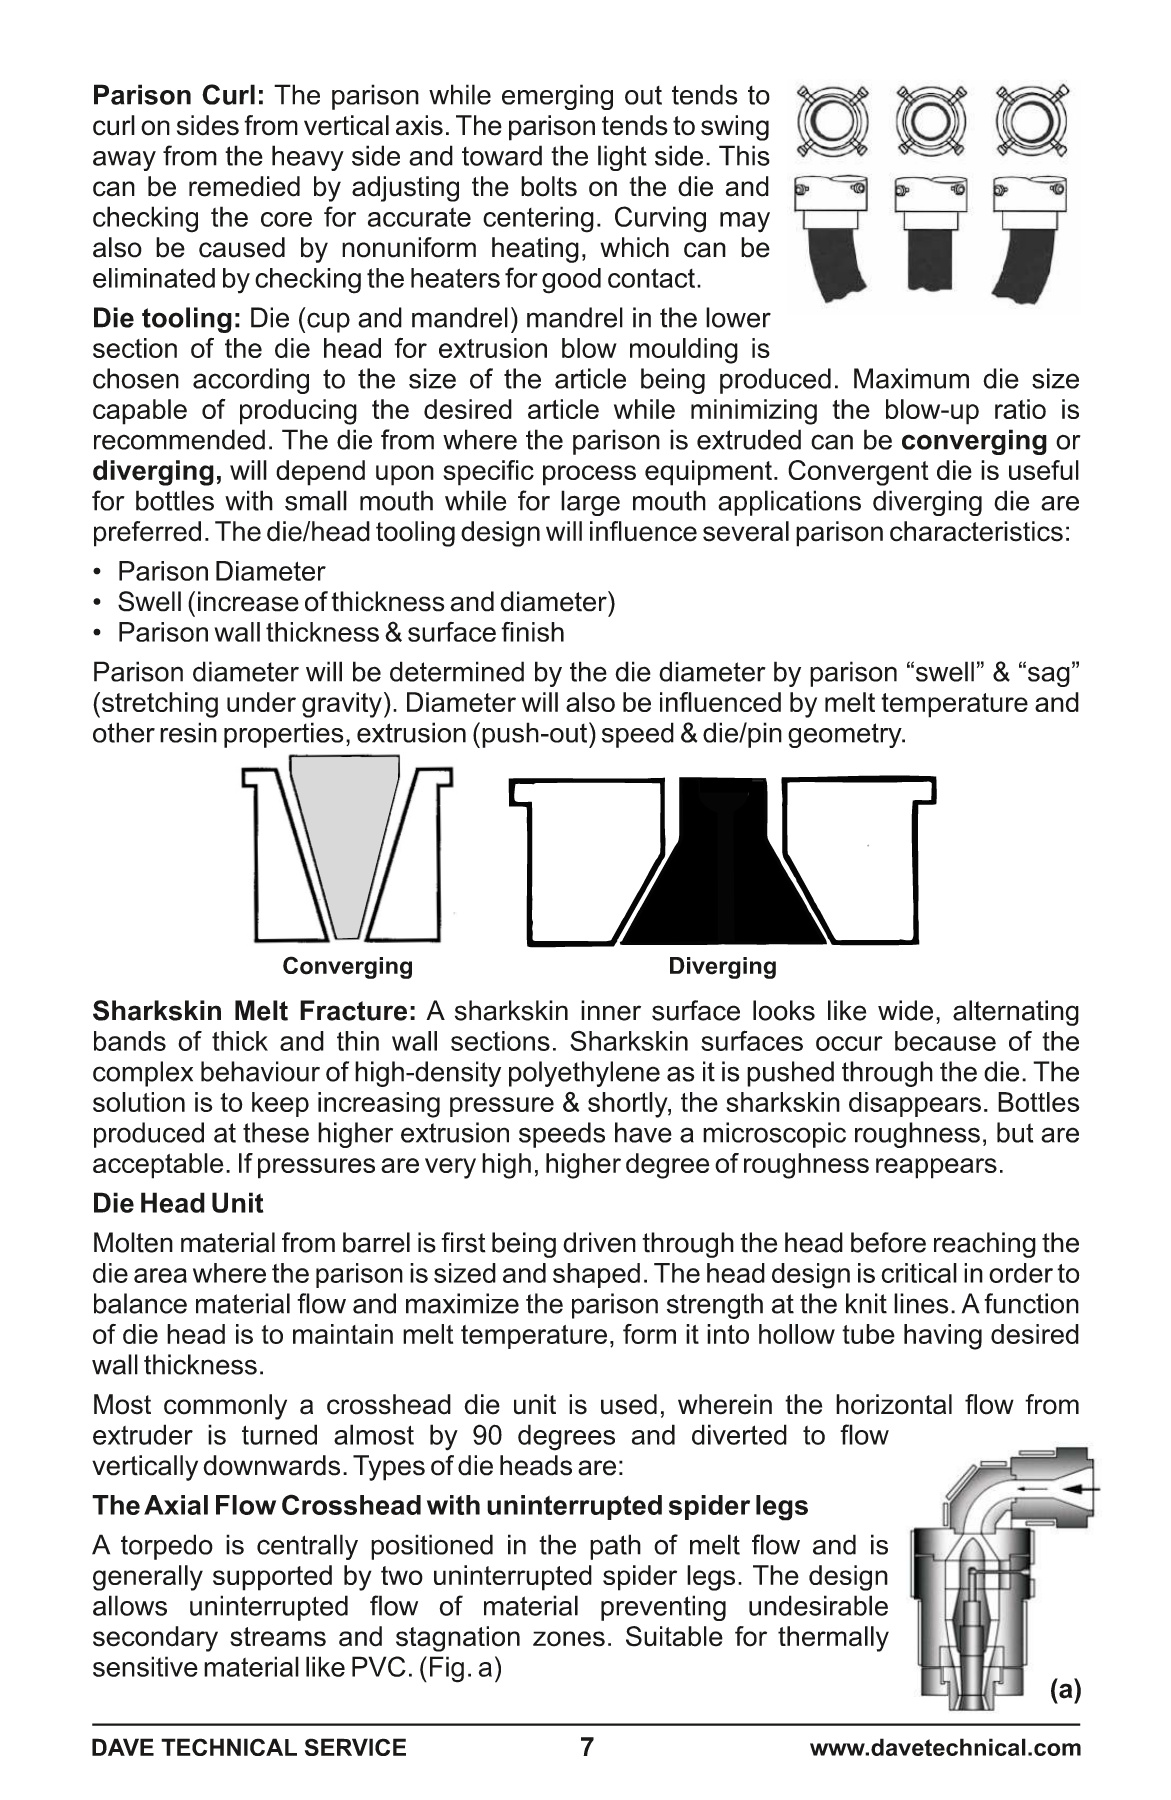 Parison Curl: The parison while emerging out tends to
curl on sides from vertical axis. The parison tends to swing
away from the heavy side and toward the light side. This
can be remedied by adjusting the bolts on the die and
checking the core for accurate centering. Curving may
also be caused by nonuniform heating, which can be
eliminated by checking the heaters for good contact.
Die tooling: Die (cup and mandrel) mandrel in the lower
section of the die head for extrusion blow moulding is
chosen according to the size of the article being produced. Maximum die size
capable of producing the desired article while minimizing the blow-up ratio is
recommended. The die from where the parison is extruded can be converging or
diverging, will depend upon specific process equipment. Convergent die is useful
for bottles with small mouth while for large mouth applications diverging die are
preferred. The die/head tooling design will influence several parison characteristics:
• Parison Diameter
• Swell (increase of thickness and diameter)
• Parison wall thickness & surface finish
Parison diameter will be determined by the die diameter by parison “swell” & “sag”
(stretching under gravity). Diameter will also be influenced by melt temperature and
other resin properties, extrusion (push-out) speed & die/pin geometry.
Converging
Diverging
Sharkskin Melt Fracture: A sharkskin inner surface looks like wide, alternating
bands of thick and thin wall sections. Sharkskin surfaces occur because of the
complex behaviour of high-density polyethylene as it is pushed through the die. The
solution is to keep increasing pressure & shortly, the sharkskin disappears. Bottles
produced at these higher extrusion speeds have a microscopic roughness, but are
acceptable. If pressures are very high, higher degree of roughness reappears.
Die Head Unit
Molten material from barrel is first being driven through the head before reaching the
die area where the parison is sized and shaped. The head design is critical in order to
balance material flow and maximize the parison strength at the knit lines. A function
of die head is to maintain melt temperature, form it into hollow tube having desired
wall thickness.
Most commonly a crosshead die unit is used, wherein the horizontal flow from
extruder is turned almost by 90 degrees and diverted to flow
vertically downwards. Types of die heads are:
The Axial Flow Crosshead with uninterrupted spider legs
A torpedo is centrally positioned in the path of melt flow and is
generally supported by two uninterrupted spider legs. The design
allows uninterrupted flow of material preventing undesirable
secondary streams and stagnation zones. Suitable for thermally
sensitive material like PVC. (Fig. a)
(a)
DAVE TECHNICAL SERVICE
7
www.davetechnical.com